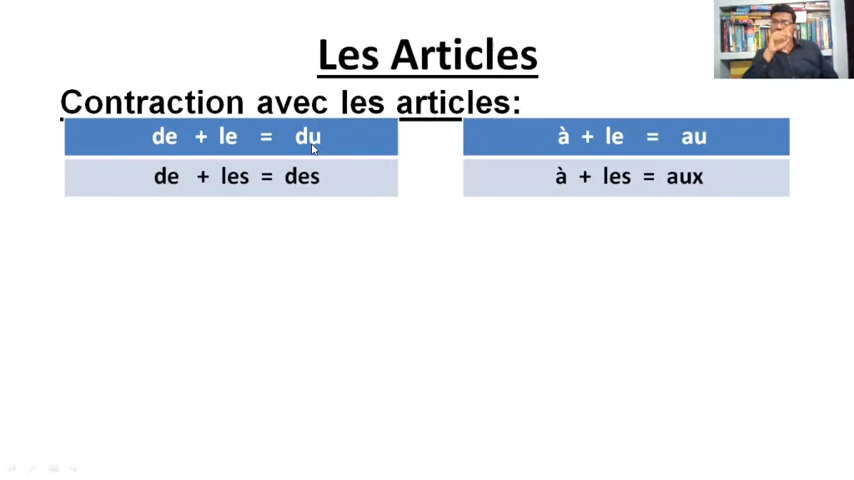 Les Articles
Contraction avec les articles:
de + le = du
à + le = au
de + les = des
à + les = aux